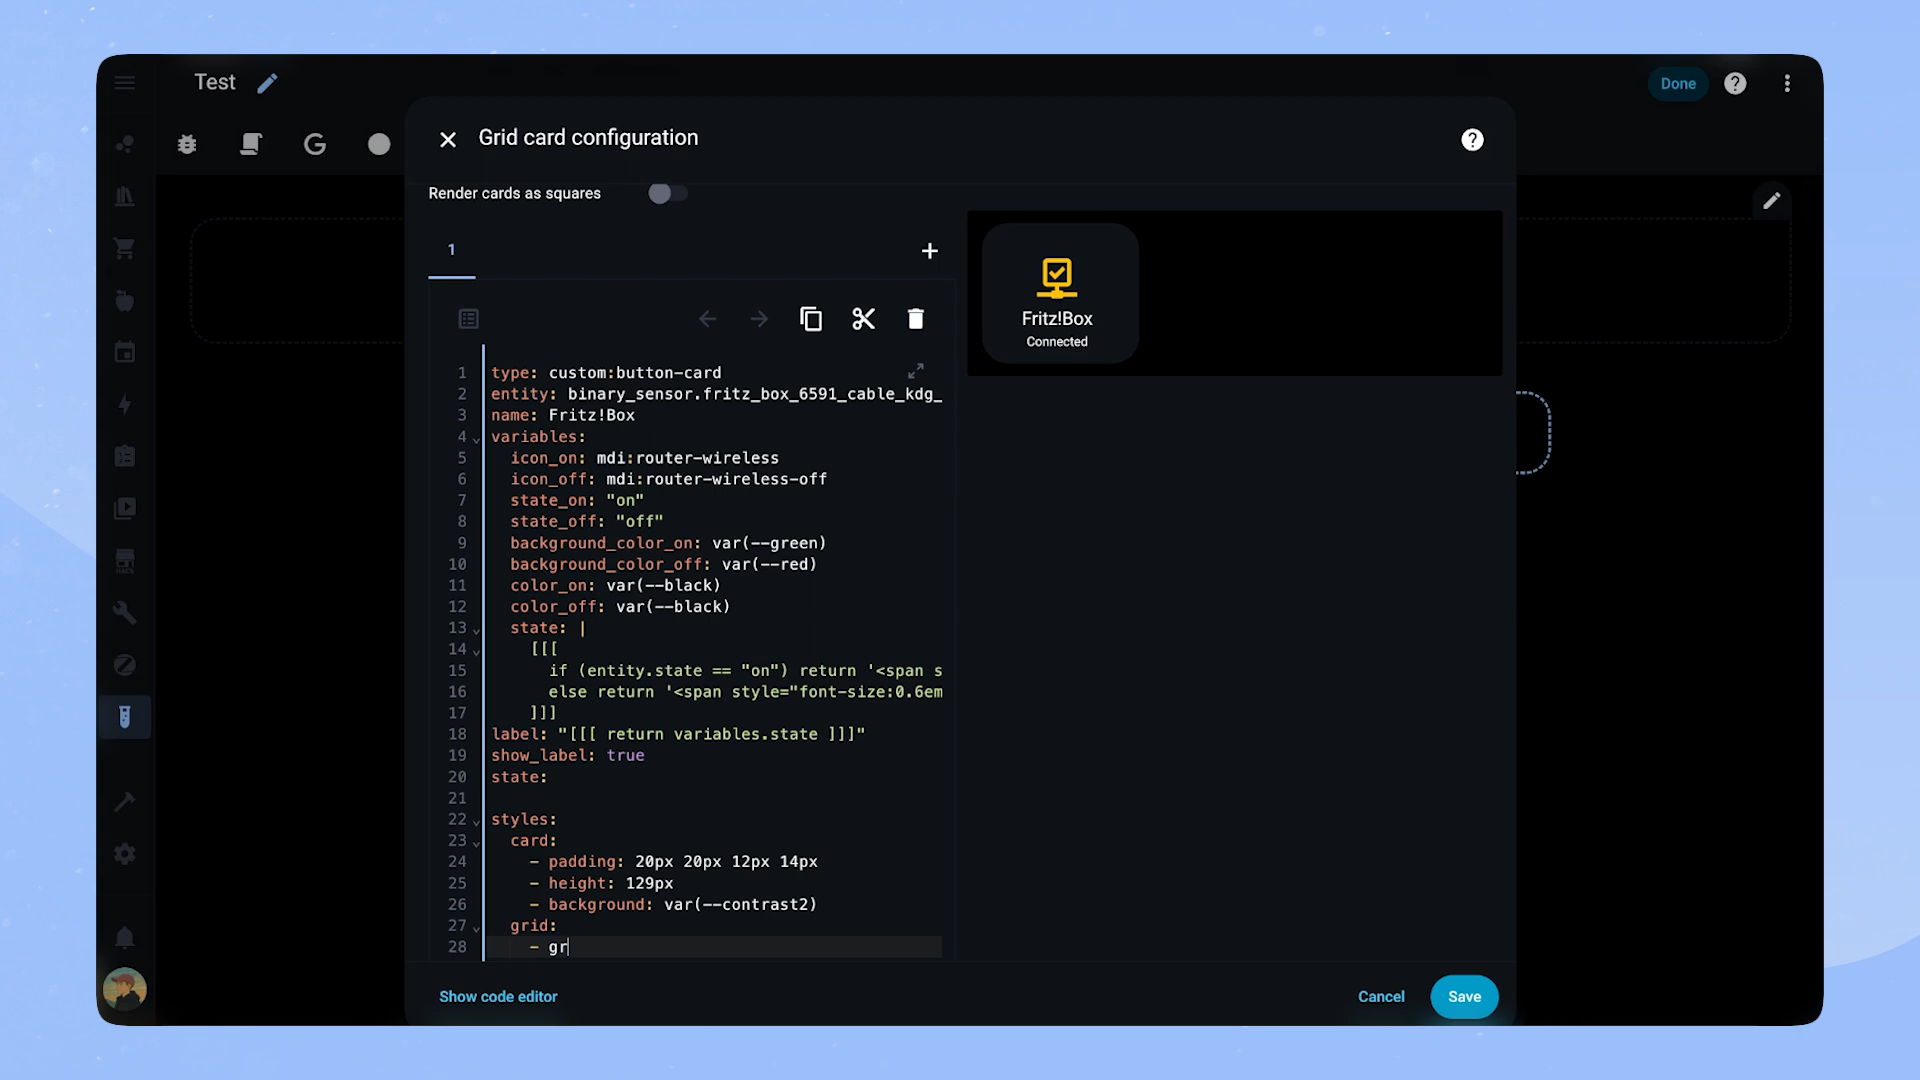 Test
Done
Grid card configuration
Render cards as squares
1
Fritz!Box
Connected
1 type: custom:button-card
2 entity: binary_sensor.fritz_box_6591_cable_kdg_
3 name: Fritz!Box
4 variables:
5 icon_on: mdi:router-wireless
6 icon_off: mdi:router-wireless-off
7 state_on: "on"
8 state_off: "off"
9 background_color_on: var(--green)
10 background_color_off: var(--red)
11 color_on: var(--black)
12 color_off: var(--black)
13 state: |
14 [[[
15 if (entity.state == "on") return '<span s
16 else return '<span style="font-size:0.6em
17 ]]]
18 label: "[[[ return variables.state ]]]"
19 show_label: true
20 state:
21
22 styles:
23 card:
24 - padding: 20px 20px 12px 14px
25 - height: 129px
26 - background: var(--contrast2)
27 grid:
28 - gr
HACS
Show code editor
Cancel
Save